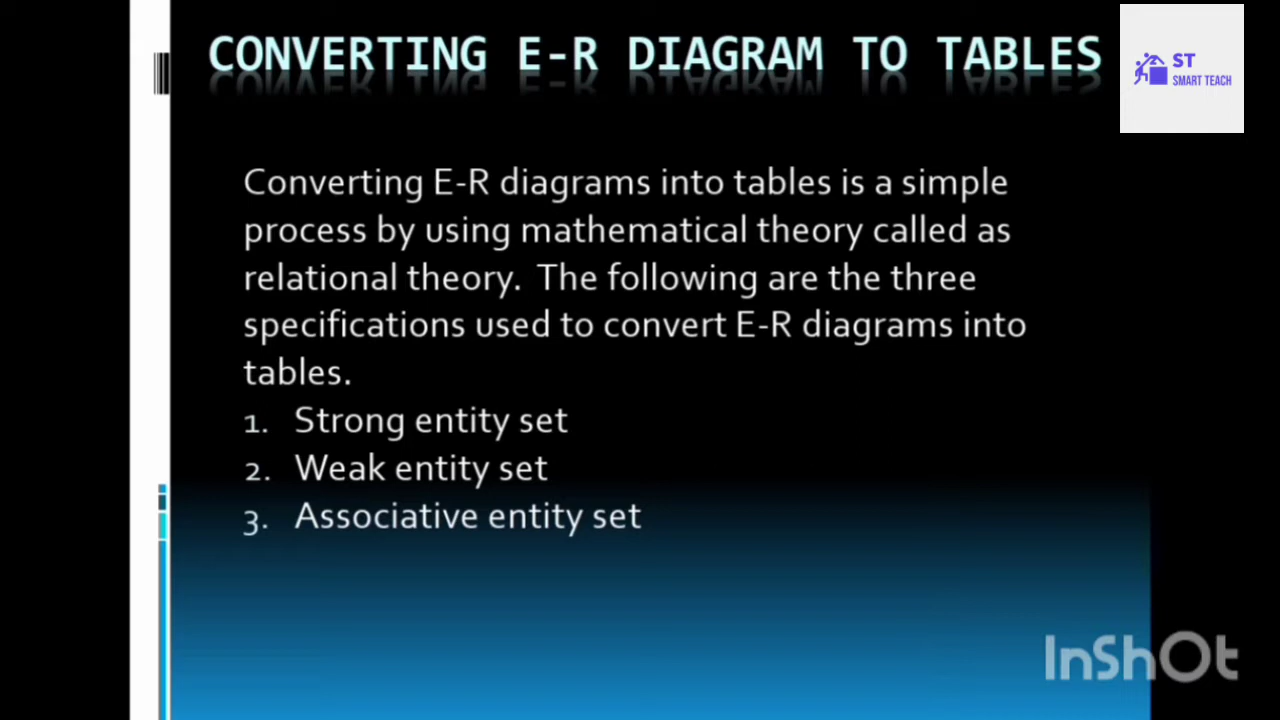 CONVERTING E-R DIAGRAM TO TABLES
ST
SMART TEACH
Converting E-R diagrams into tables is a simple
process by using mathematical theory called as
relational theory.  The following are the three
specifications used to convert E-R diagrams into
tables.
1. Strong entity set
2. Weak entity set
3. Associative entity set
InShOt